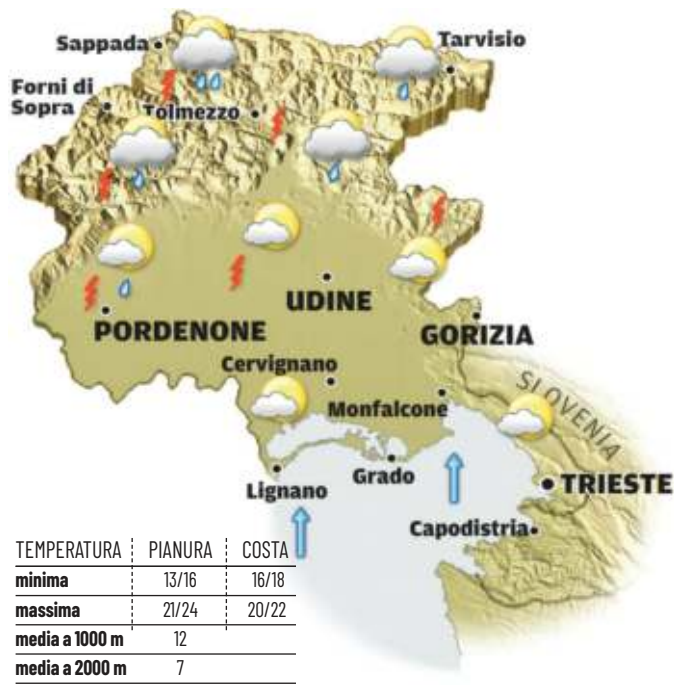 Sappada
Tarvisio
Forni di
Sopra
Tolmezzo
UDINE
PORDENONE
GORIZIA
Cervignano
SLOVENIA
Monfalcone
Grado
Lignano
TRIESTE
Capodistria
TEMPERATURA PIANURA COSTA
minima 13/16 16/18
massima 21/24 20/22
media a 1000 m 12
media a 2000 m 7